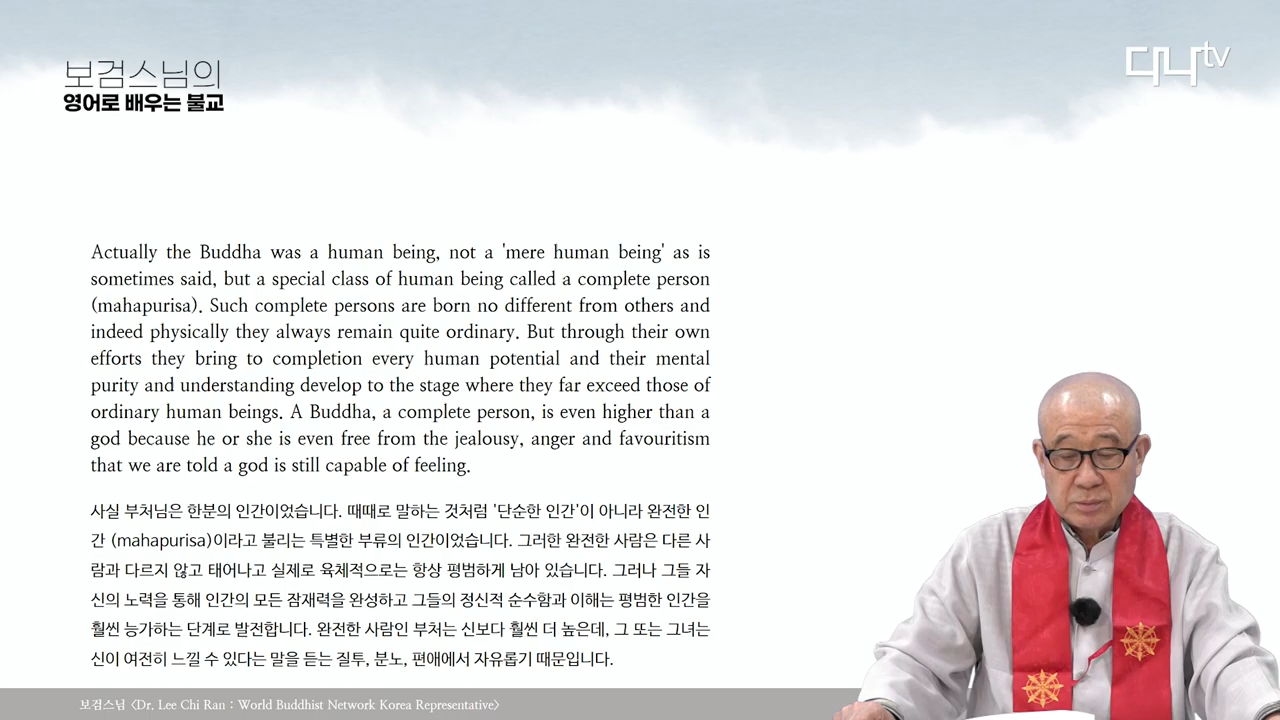 보검스님의
영어로 배우는 불교
다나tv
Actually the Buddha was a human being, not a 'mere human being' as is
sometimes said, but a special class of human being called a complete person
(mahapurisa). Such complete persons are born no different from others and
indeed physically they always remain quite ordinary. But through their own
efforts they bring to completion every human potential and their mental
purity and understanding develop to the stage where they far exceed those of
ordinary human beings. A Buddha, a complete person, is even higher than a
god because he or she is even free from the jealousy, anger and favouritism
that we are told a god is still capable of feeling.
사실 부처님은 한분의 인간이었습니다. 때때로 말하는 것처럼 '단순한 인간'이 아니라 완전한 인
간 (mahapurisa)이라고 불리는 특별한 부류의 인간이었습니다. 그러한 완전한 사람은 다른 사
람과 다르지 않고 태어나고 실제로 육체적으로는 항상 평범하게 남아 있습니다. 그러나 그들 자
신의 노력을 통해 인간의 모든 잠재력을 완성하고 그들의 정신적 순수함과 이해는 평범한 인간을
훨씬 능가하는 단계로 발전합니다. 완전한 사람인 부처는 신보다 훨씬 더 높은데, 그 또는 그녀는
신이 여전히 느낄 수 있다는 말을 듣는 질투, 분노, 편애에서 자유롭기 때문입니다.
보검스님 <Dr. Lee Chi Ran : World Buddhist Network Korea Representative>